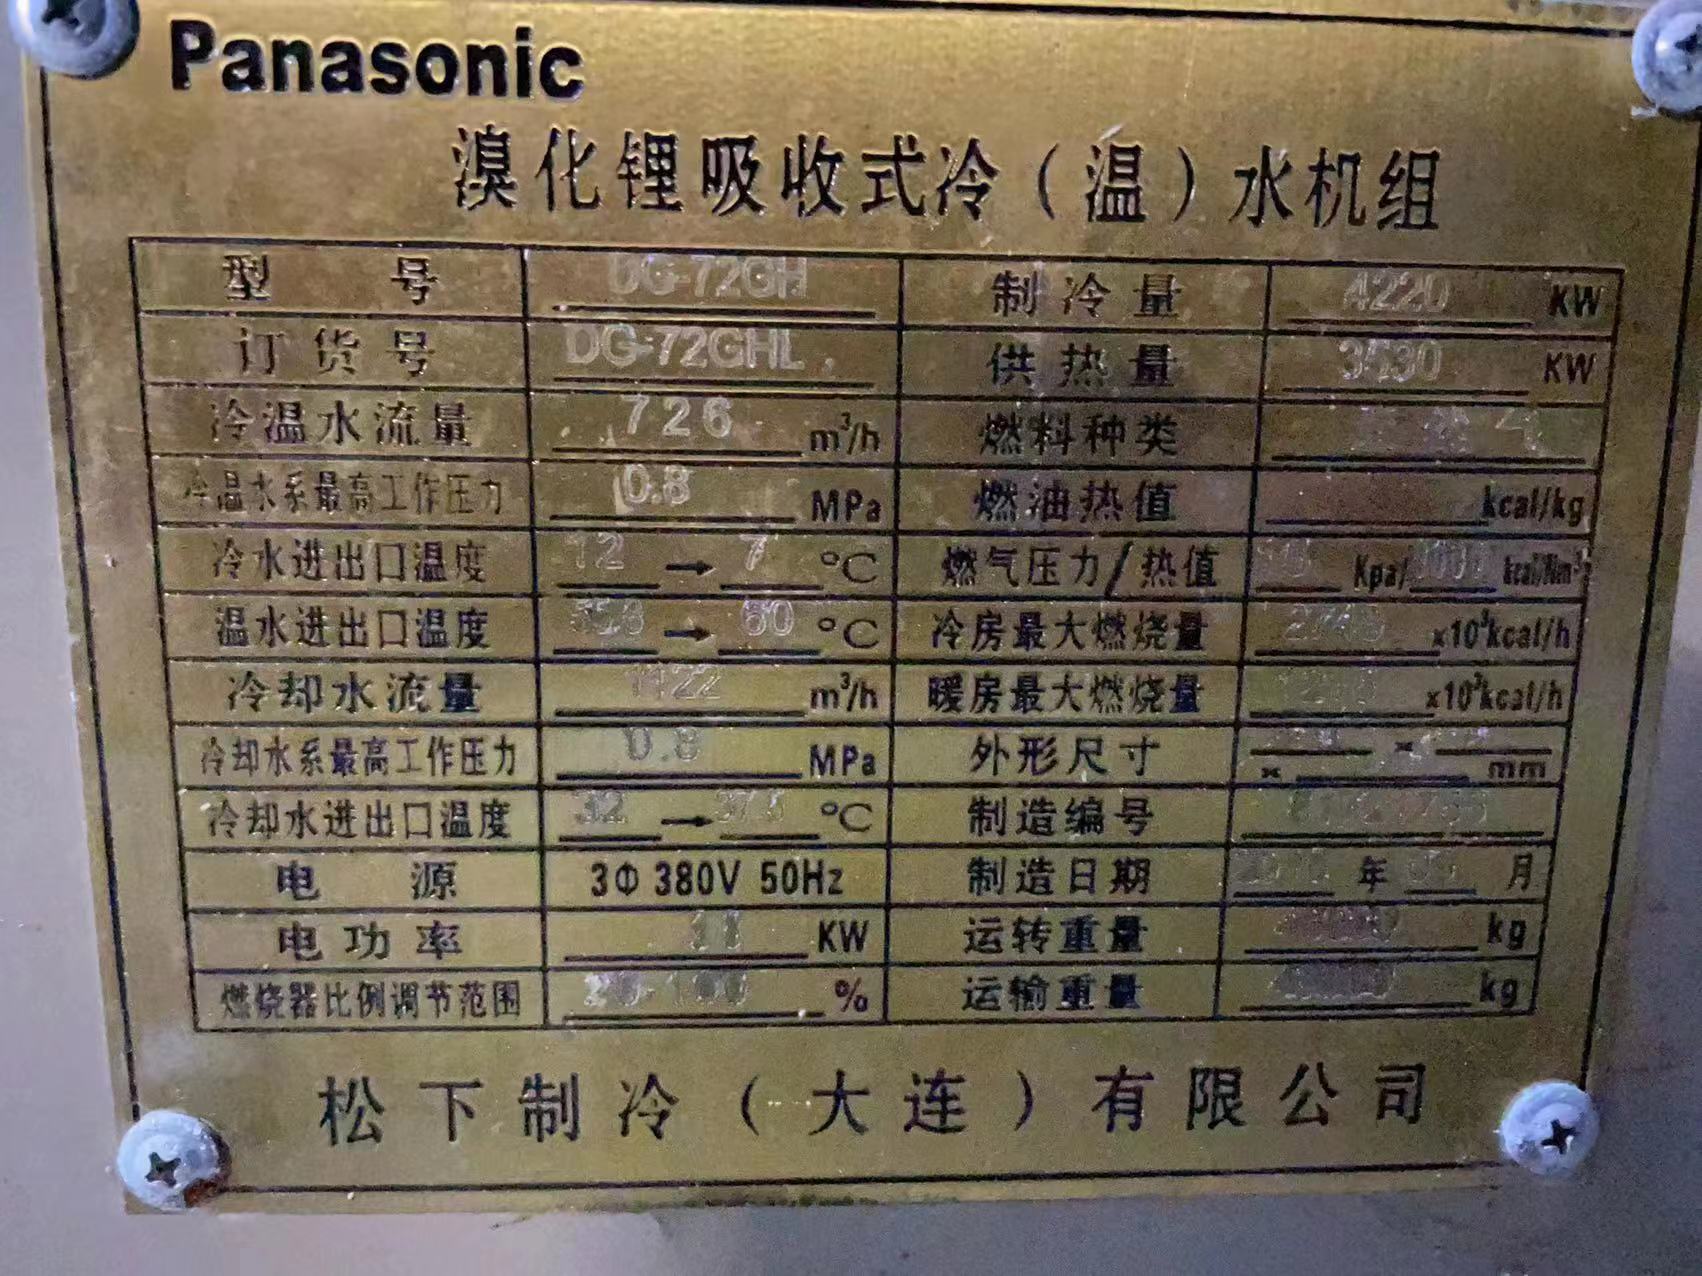 Panasonic
溴化锂吸收式冷（温）水机组
型 号 DG-72GH 制冷量 4220 KW
订货号 DG-72GHL 供热量 KW
冷温水流量 726 m³/h 燃料种类
冷温水系最高工作压力 0.8 MPa 燃油热值 kcal/kg
冷水进出口温度 12 → 7 °C 燃气压力/热值 Kpa/ kcal/Nm³
温水进出口温度 55.8 → 60 °C 冷房最大燃烧量 x10³kcal/h
冷却水流量 1122 m³/h 暖房最大燃烧量 x10³kcal/h
冷却水系最高工作压力 0.8 MPa 外形尺寸 × × mm
冷却水进出口温度 32 → 37.5 °C 制造编号
电 源 3Φ 380V 50Hz 制造日期 年 月
电功率 11 KW 运转重量 kg
燃烧器比例调节范围 % 运输重量 kg
松下制冷（大连）有限公司